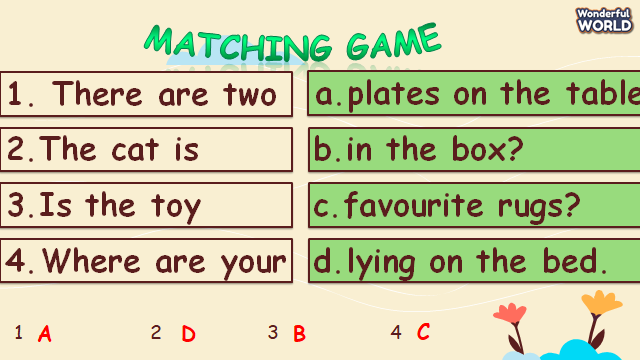 Wonderful
WORLD
MATCHING GAME
1. There are two
a. plates on the table
2. The cat is
b. in the box?
3. Is the toy
c. favourite rugs?
4. Where are your
d. lying on the bed.
1 A 2 D 3 B 4 C